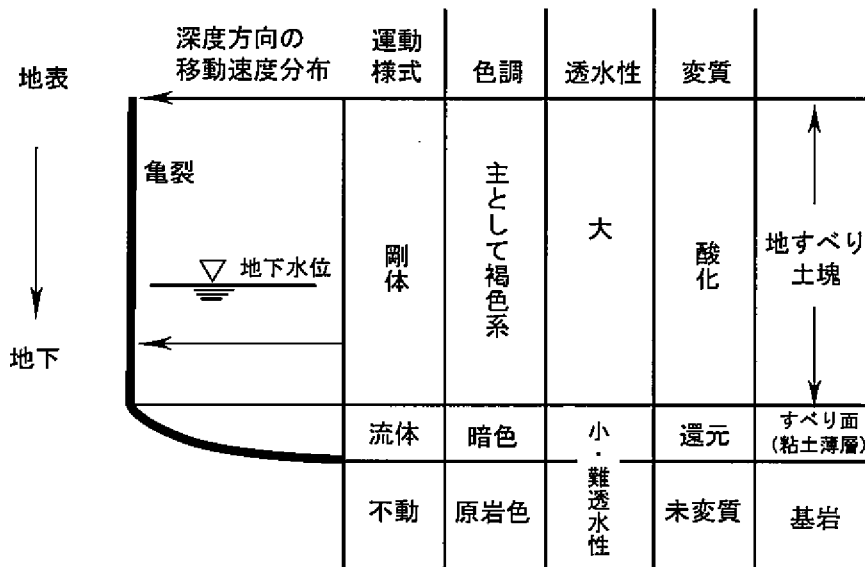 深度方向の
移動速度分布
運動
様式
色調
透水性
変質
地表
亀裂
地下水位
地下
剛体
主として褐色系
大
酸化
地すべり
土塊
流体
暗色
小・難透水性
還元
すべり面
(粘土薄層)
不動
原岩色
未変質
基岩